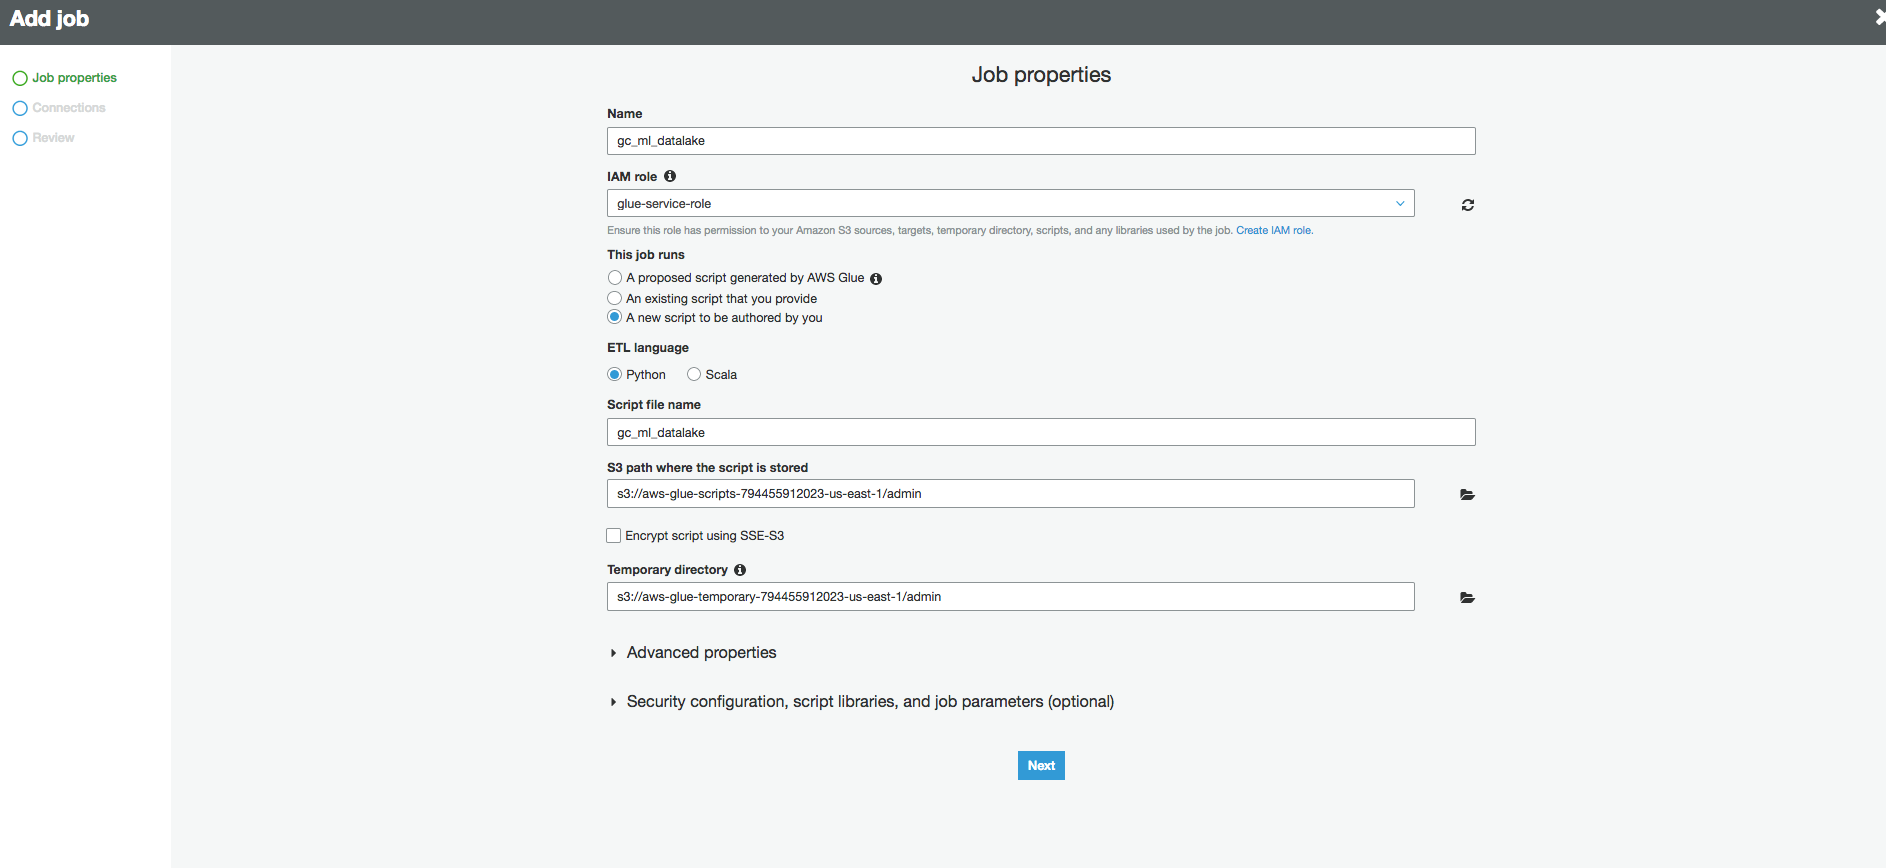 Add job
Job properties
Connections
Review
Job properties
Name
gc_ml_datalake
IAM role
glue-service-role
Ensure this role has permission to your Amazon S3 sources, targets, temporary directory, scripts, and any libraries used by the job. Create IAM role.
This job runs
A proposed script generated by AWS Glue
An existing script that you provide
A new script to be authored by you
ETL language
Python Scala
Script file name
gc_ml_datalake
S3 path where the script is stored
s3://aws-glue-scripts-794455912023-us-east-1/admin
Encrypt script using SSE-S3
Temporary directory
s3://aws-glue-temporary-794455912023-us-east-1/admin
Advanced properties
Security configuration, script libraries, and job parameters (optional)
Next